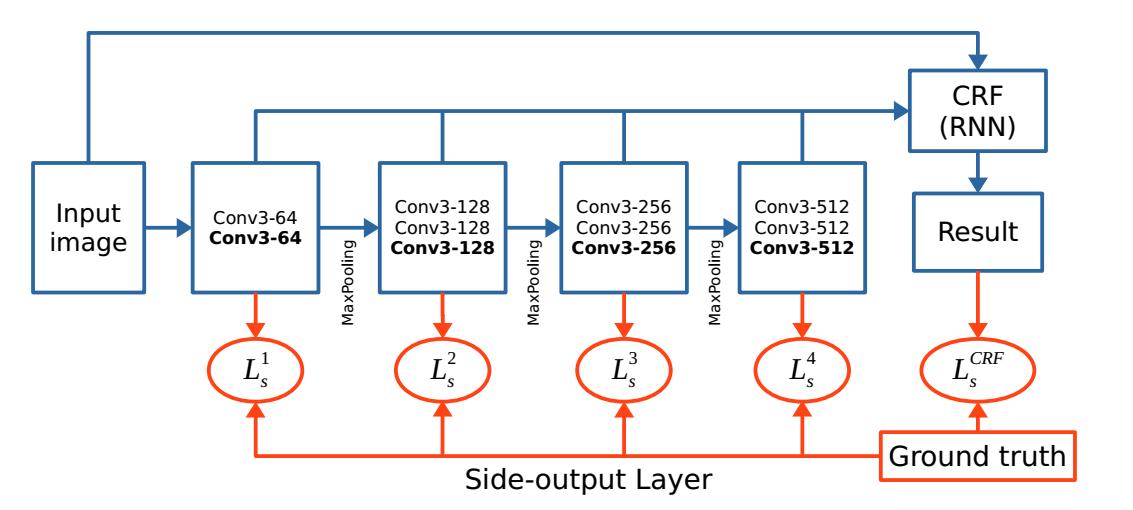 CRF
(RNN)
Input
image
Conv3-64
Conv3-64
MaxPooling
Conv3-128
Conv3-128
Conv3-128
MaxPooling
Conv3-256
Conv3-256
Conv3-256
MaxPooling
Conv3-512
Conv3-512
Conv3-512
Result
L_s^1
L_s^2
L_s^3
L_s^4
L_s^{CRF}
Ground truth
Side-output Layer